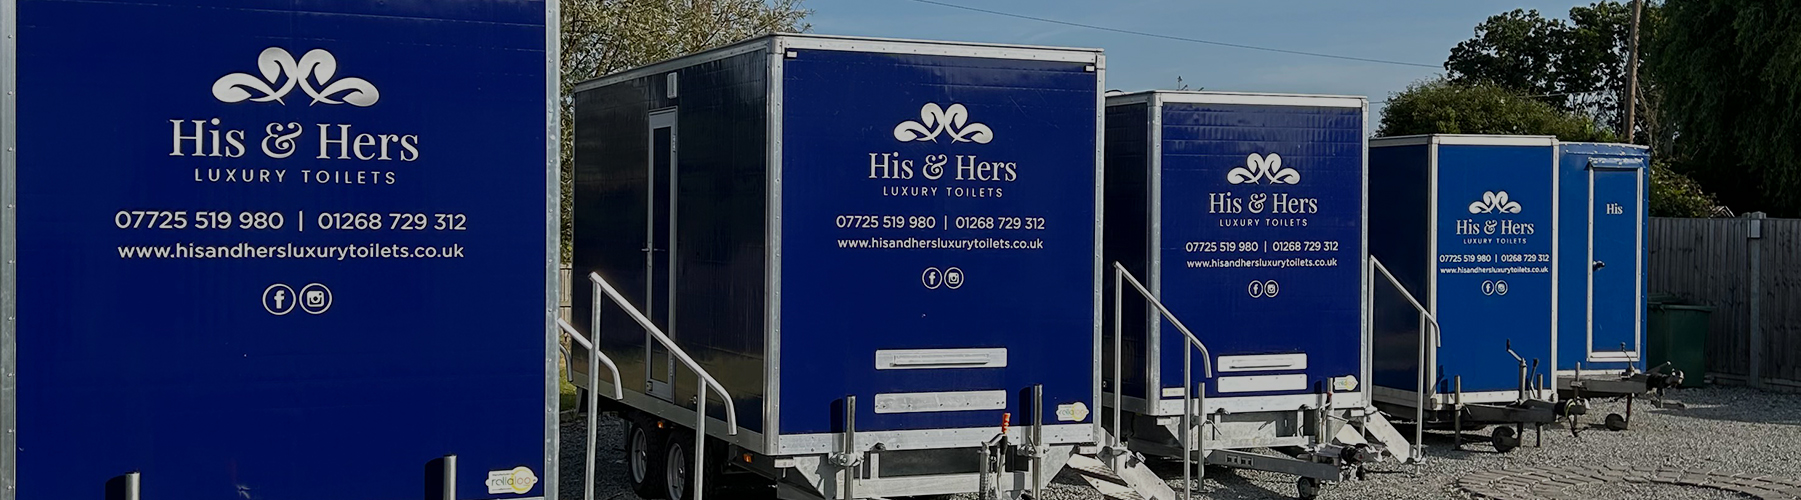 His & Hers
LUXURY TOILETS
07725 519 980 | 01268 729 312
www.hisandhersluxurytoilets.co.uk
rollaloo
His & Hers
LUXURY TOILETS
07725 519 980 | 01268 729 312
www.hisandhersluxurytoilets.co.uk
rollaloo
His & Hers
LUXURY TOILETS
07725 519 980 | 01268 729 312
www.hisandhersluxurytoilets.co.uk
His & Hers
LUXURY TOILETS
07725 519 980 | 01268 729 312
www.hisandhersluxurytoilets.co.uk
His